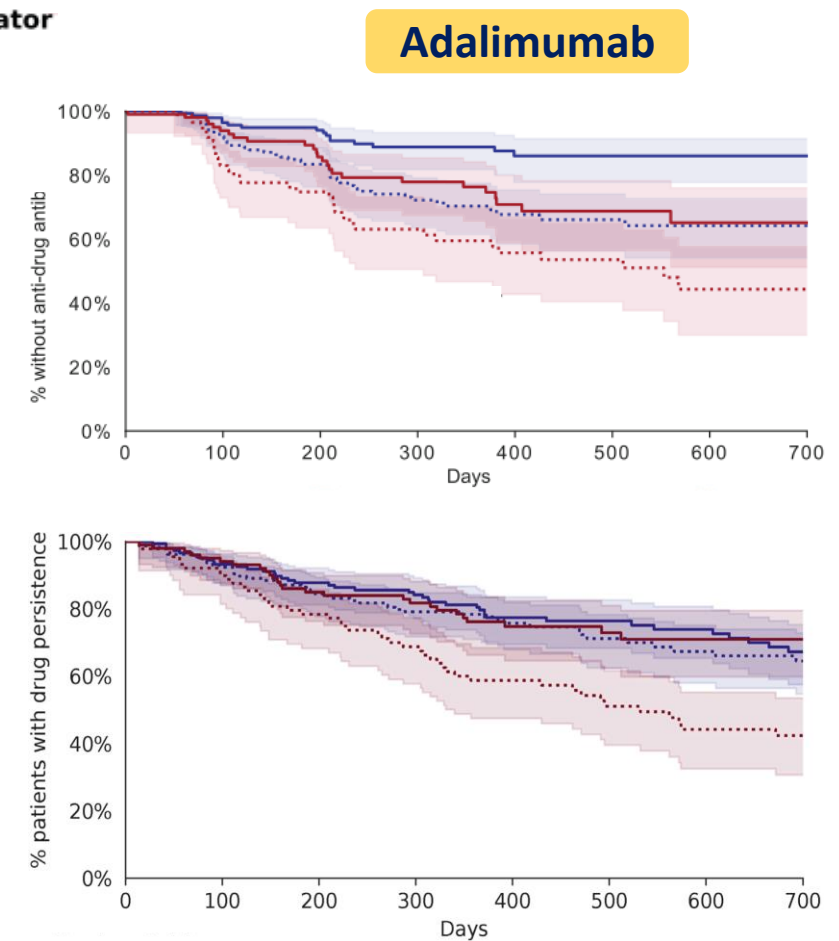 ator
Adalimumab
% without anti-drug antib
100%
80%
60%
40%
20%
0%
0 100 200 300 400 500 600 700
Days
% patients with drug persistence
100%
80%
60%
40%
20%
0%
0 100 200 300 400 500 600 700
Days